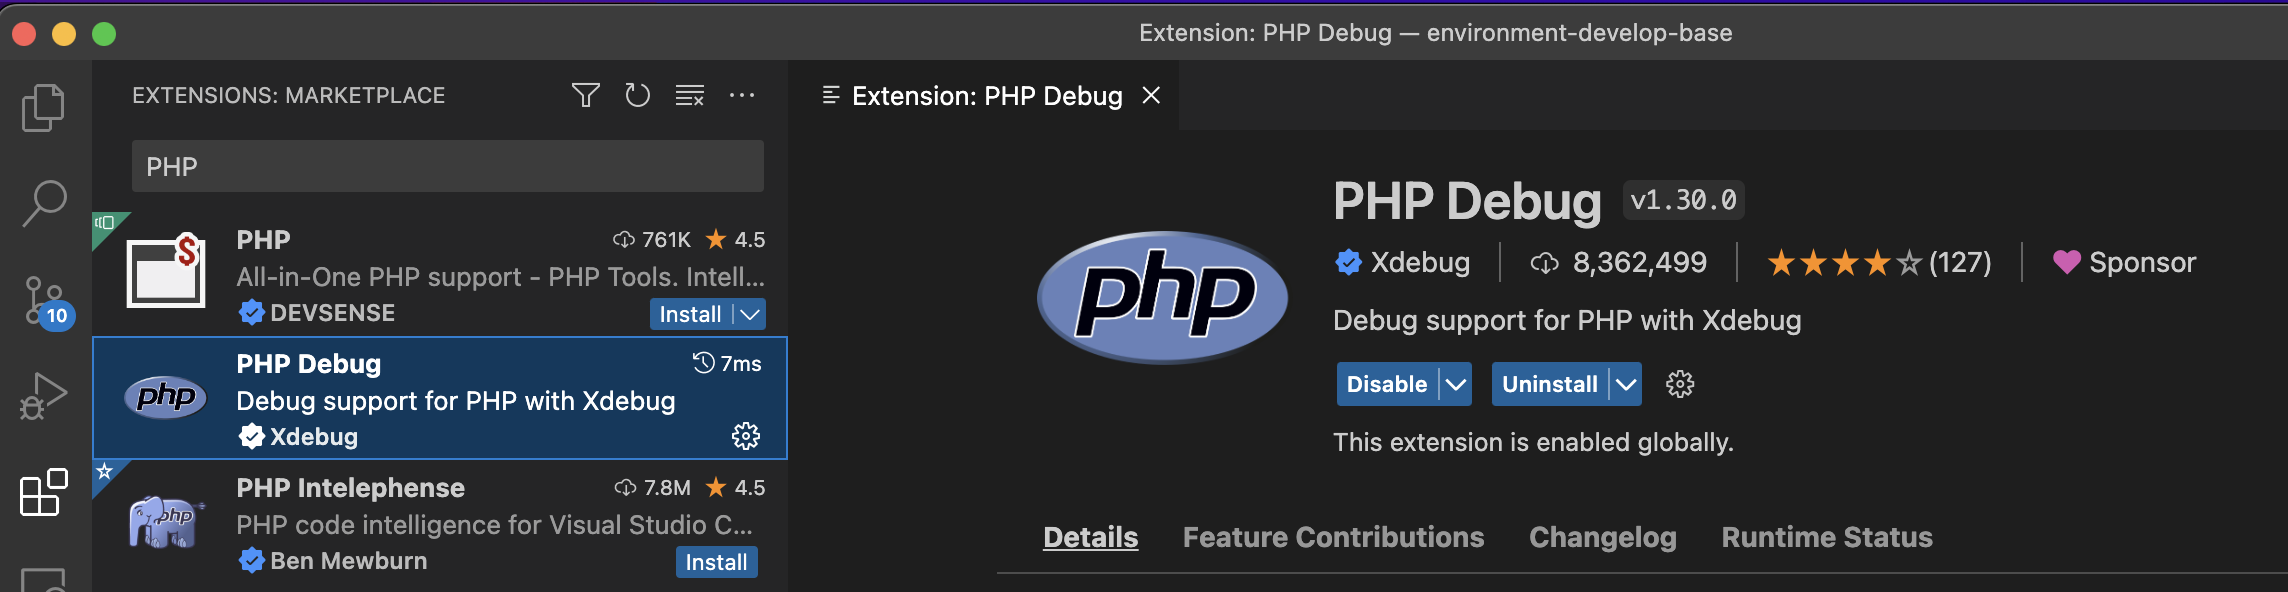 Extension: PHP Debug — environment-develop-base
EXTENSIONS: MARKETPLACE
PHP
PHP
761K
4.5
All-in-One PHP support - PHP Tools. Intell...
DEVSENSE
Install
PHP Debug
7ms
Debug support for PHP with Xdebug
Xdebug
PHP Intelephense
7.8M
4.5
PHP code intelligence for Visual Studio C...
Ben Mewburn
Install
10
$
php
php
Extension: PHP Debug
php
PHP Debug
v1.30.0
Xdebug
8,362,499
(127)
Sponsor
Debug support for PHP with Xdebug
Disable
Uninstall
This extension is enabled globally.
Details
Feature Contributions
Changelog
Runtime Status